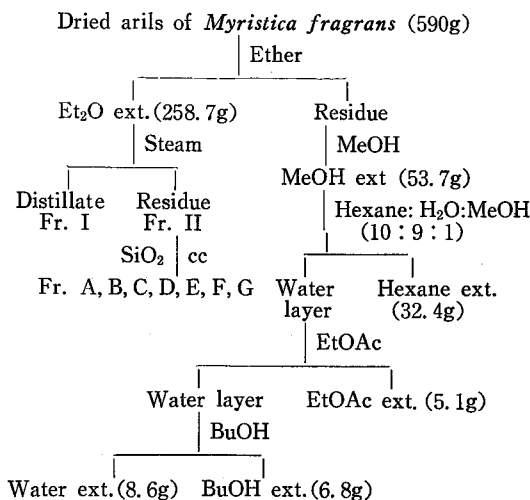 Dried arils of Myristica fragrans (590g)
Ether
Et₂O ext. (258.7g)
Residue
Steam
MeOH
Distillate
Fr. I
Residue
Fr. II
MeOH ext (53.7g)
Hexane: H₂O:MeOH
(10 : 9 : 1)
SiO₂ cc
Fr. A, B, C, D, E, F, G
Water
layer
Hexane ext.
(32.4g)
EtOAc
Water layer
EtOAc ext. (5.1g)
BuOH
Water ext. (8.6g)
BuOH ext. (6.8g)